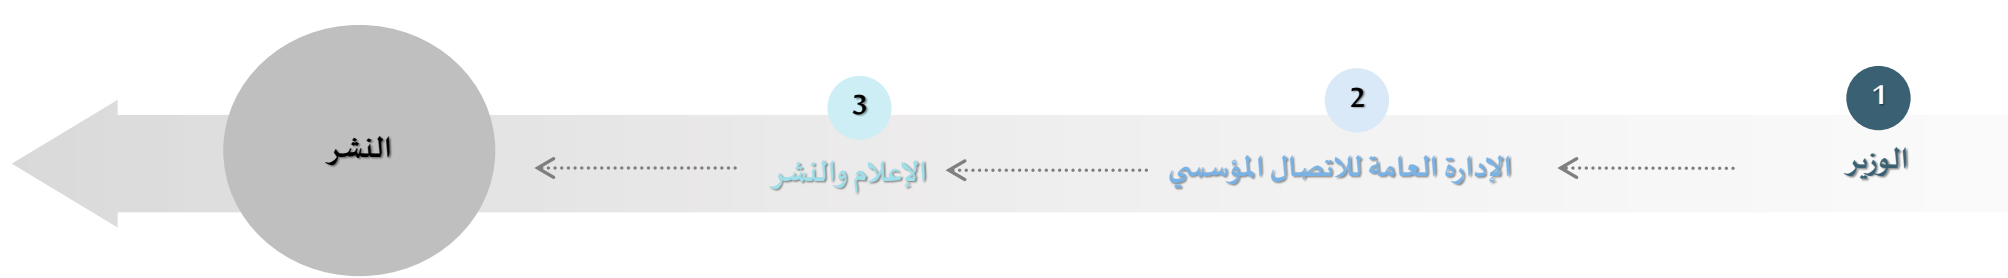 1
الوزير
2
الإدارة العامة للاتصال المؤسسي
3
الإعلام والنشر
النشر